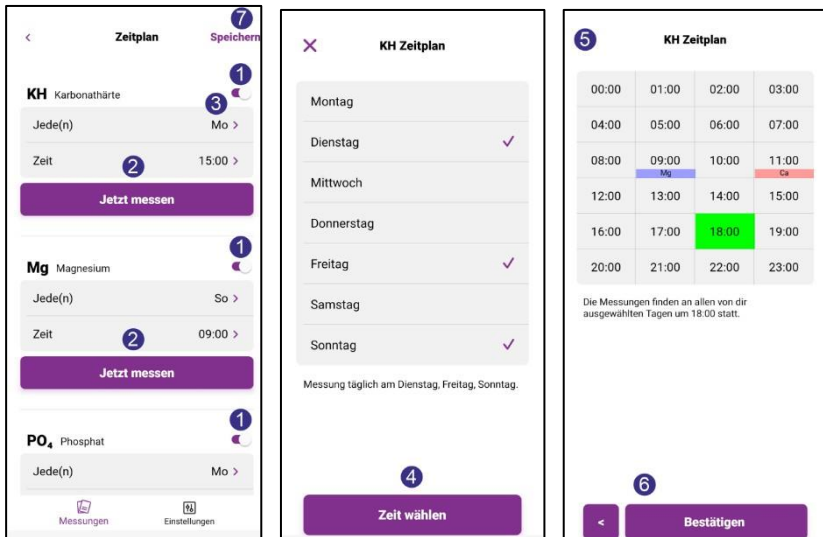 7
Zeitplan Speichern
1
KH Karbonathärte
3
Jede(n) Mo >
Zeit 2 15:00 >
Jetzt messen
1
Mg Magnesium
Jede(n) So >
Zeit 2 09:00 >
Jetzt messen
1
PO₄ Phosphat
Jede(n) Mo >
Messungen Einstellungen
KH Zeitplan
Montag
Dienstag
Mittwoch
Donnerstag
Freitag
Samstag
Sonntag
Messung täglich am Dienstag, Freitag, Sonntag.
4
Zeit wählen
5 KH Zeitplan
00:00 01:00 02:00 03:00
04:00 05:00 06:00 07:00
08:00 09:00 10:00 11:00
Mg Ca
12:00 13:00 14:00 15:00
16:00 17:00 18:00 19:00
20:00 21:00 22:00 23:00
Die Messungen finden an allen von dir
ausgewählten Tagen um 18:00 statt.
6
< Bestätigen